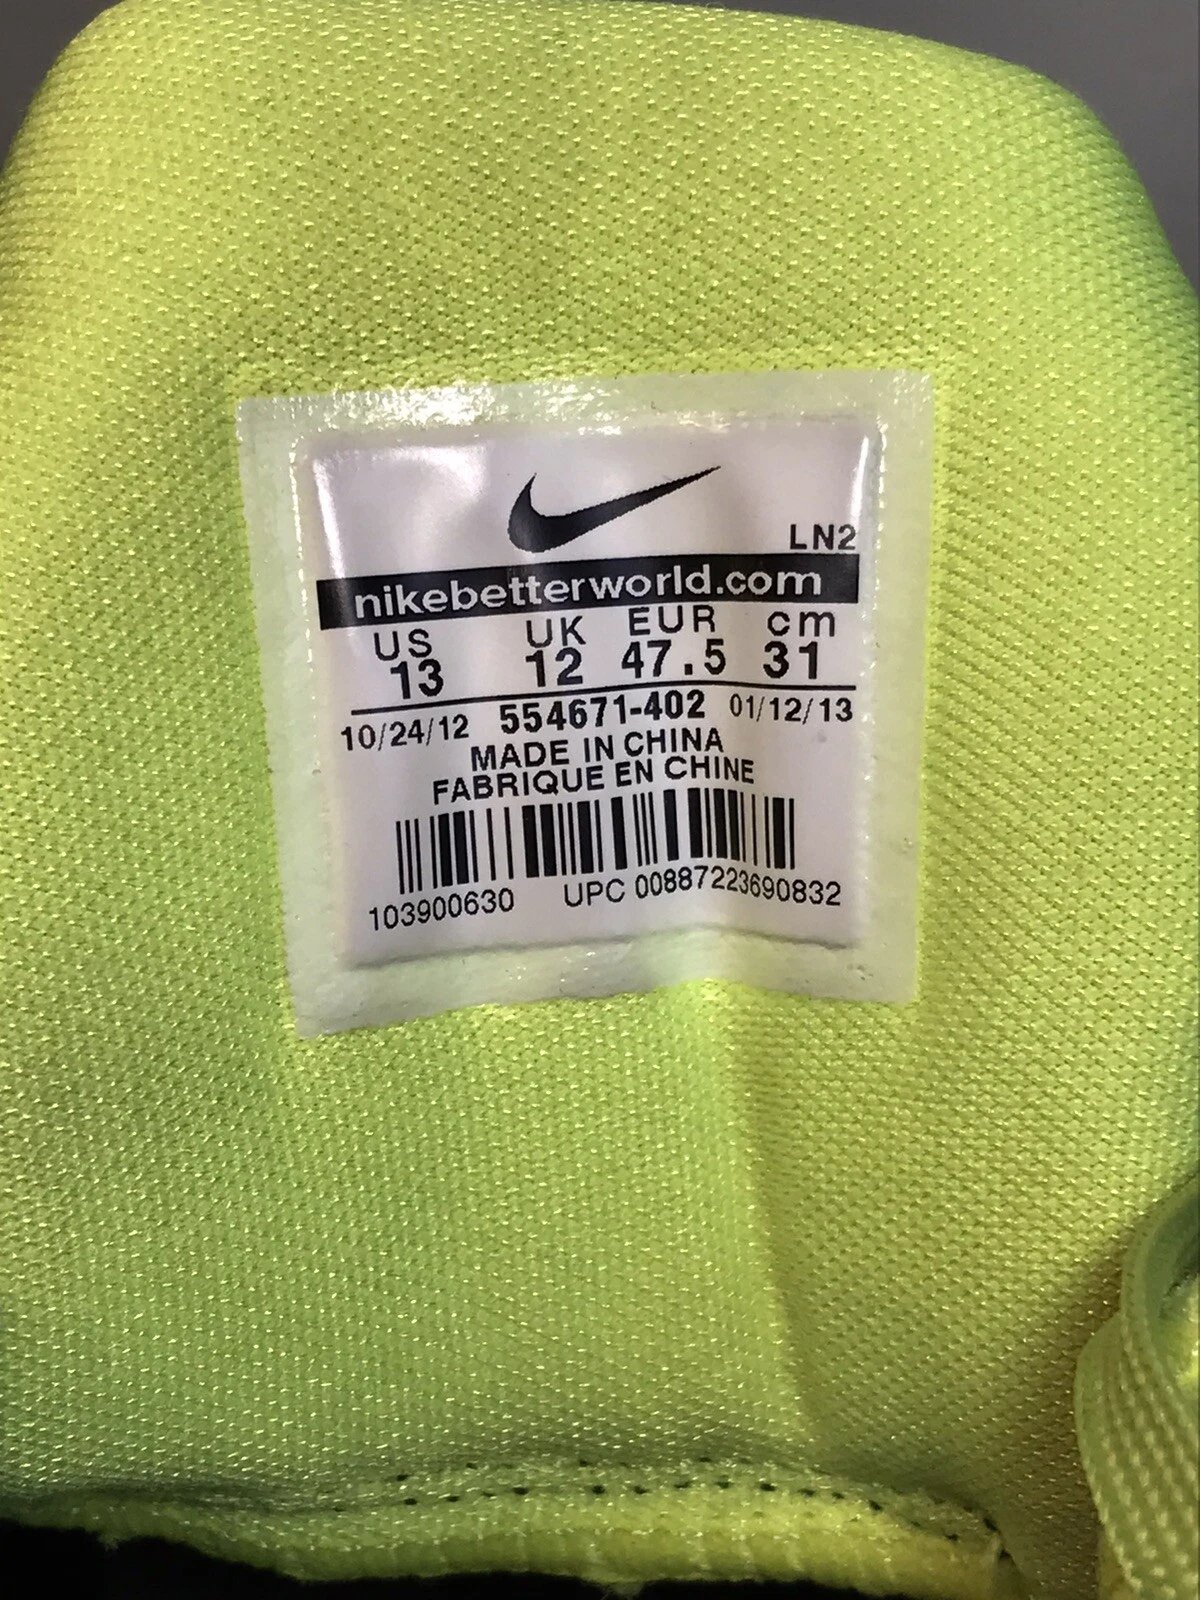 LN2
nikebetterworld.com
US UK EUR cm
13 12 47.5 31
10/24/12 554671-402 01/12/13
MADE IN CHINA
FABRIQUE EN CHINE
103900630 UPC 00887223690832